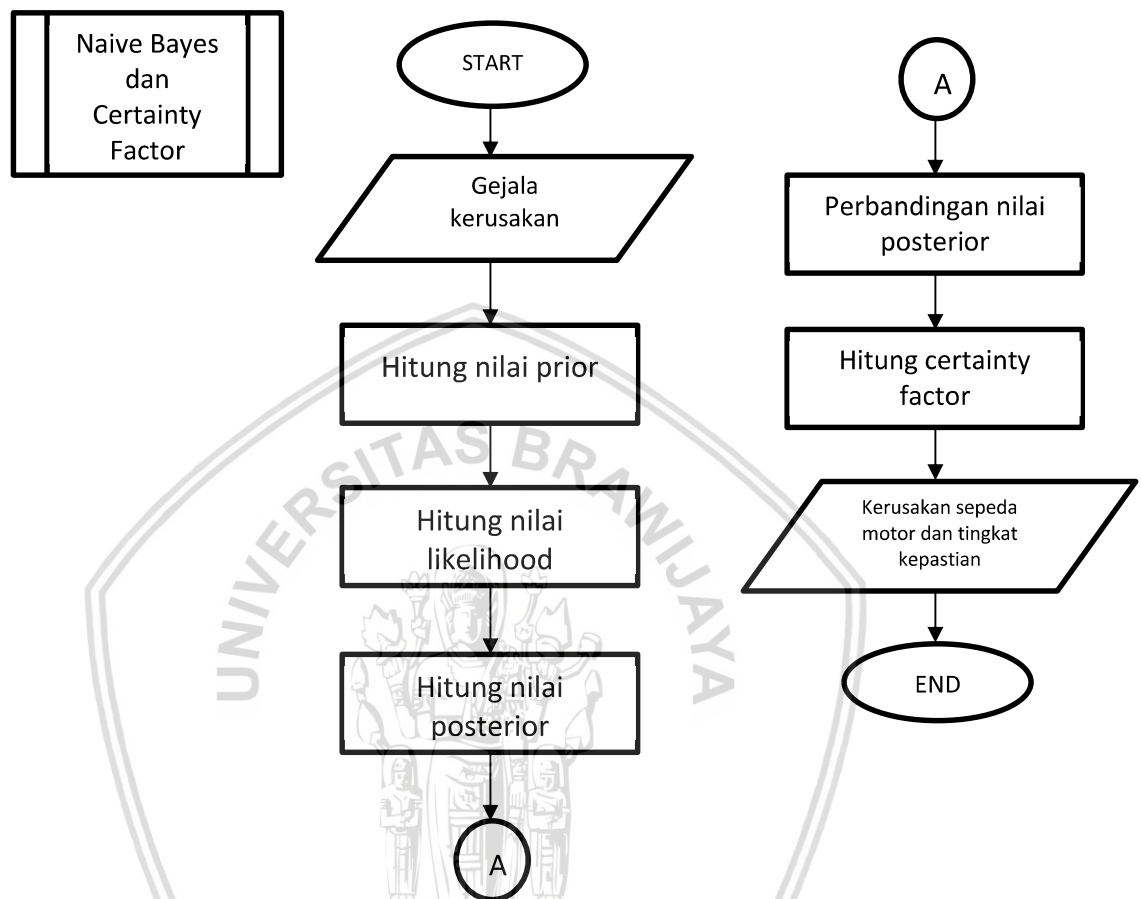 Naive Bayes
dan
Certainty
Factor
START
Gejala
kerusakan
Hitung nilai prior
Hitung nilai
likelihood
Hitung nilai
posterior
A
A
Perbandingan nilai
posterior
Hitung certainty
factor
Kerusakan sepeda
motor dan tingkat
kepastian
END
UNIVERSITAS BRAWIJAYA